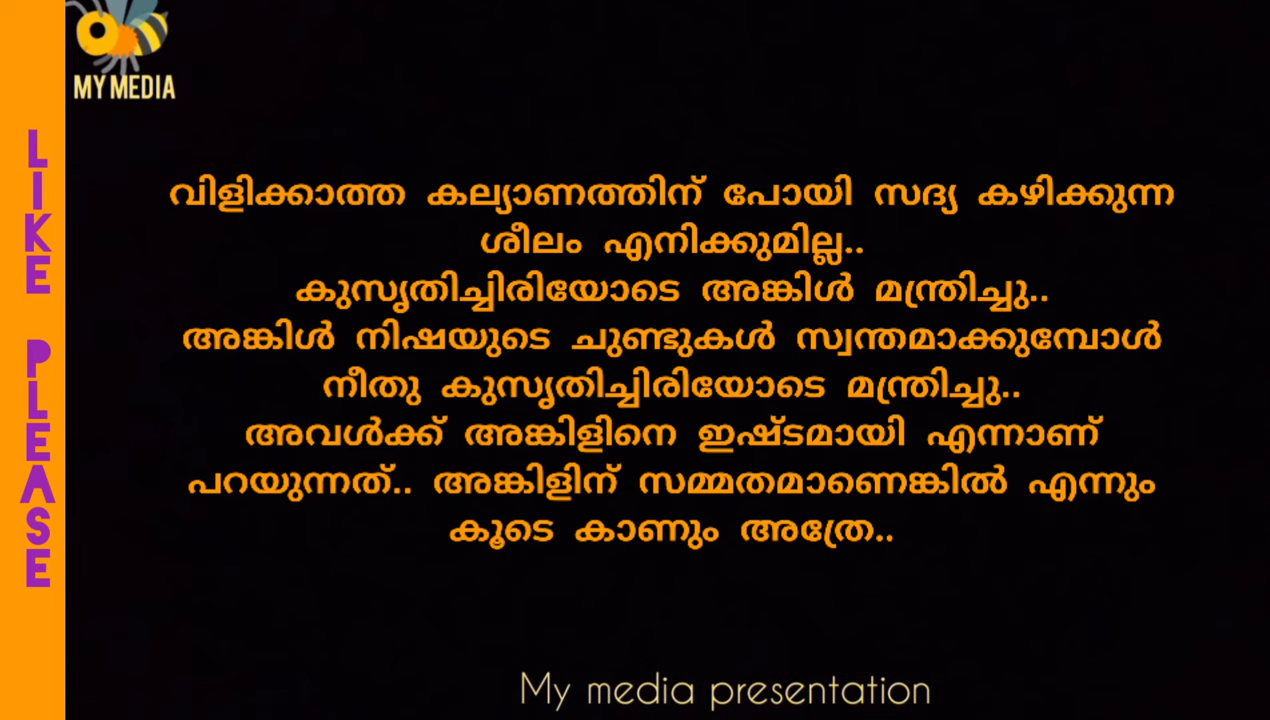 MY MEDIA
LIKE PLEASE
വിളിക്കാത്ത കല്യാണത്തിന് പോയി സദ്യ കഴിക്കുന്ന
ശീലം എനിക്കുമില്ല..
കുസൃതിച്ചിരിയോടെ അങ്കിൾ മന്ത്രിച്ചു..
അങ്കിൾ നിഷയുടെ ചുണ്ടുകൾ സ്വന്തമാക്കുമ്പോൾ
നീതു കുസൃതിച്ചിരിയോടെ മന്ത്രിച്ചു..
അവൾക്ക് അങ്കിളിനെ ഇഷ്ടമായി എന്നാണ്
പറയുന്നത്.. അങ്കിളിന് സമ്മതമാണെങ്കിൽ എന്നും
കൂടെ കാണും അത്രേ..
My media presentation